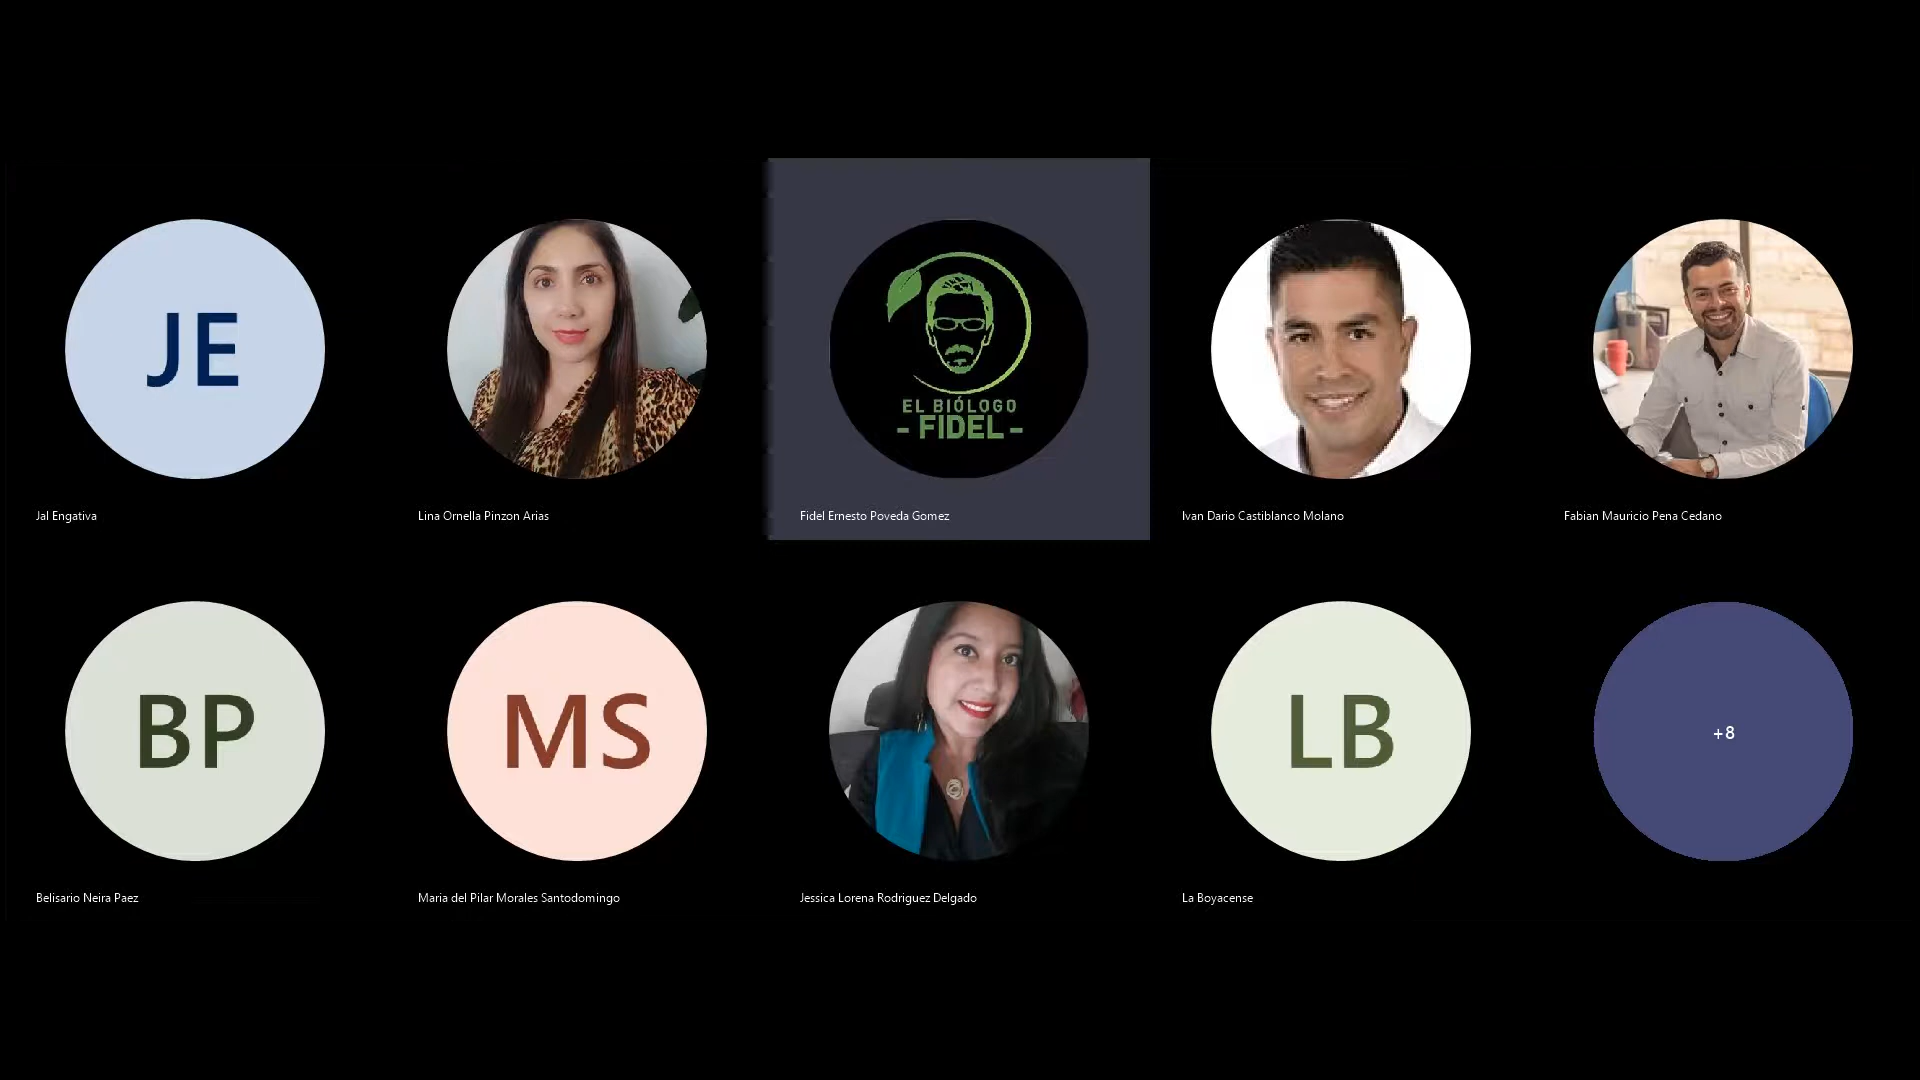 JE
EL BIÓLOGO
- FIDEL -
Jal Engativa
Lina Ornella Pinzon Arias
Fidel Ernesto Poveda Gomez
Ivan Dario Castiblanco Molano
Fabian Mauricio Pena Cedano
BP
MS
LB
+8
Belisario Neira Paez
Maria del Pilar Morales Santodomingo
Jessica Lorena Rodriguez Delgado
La Boyacense